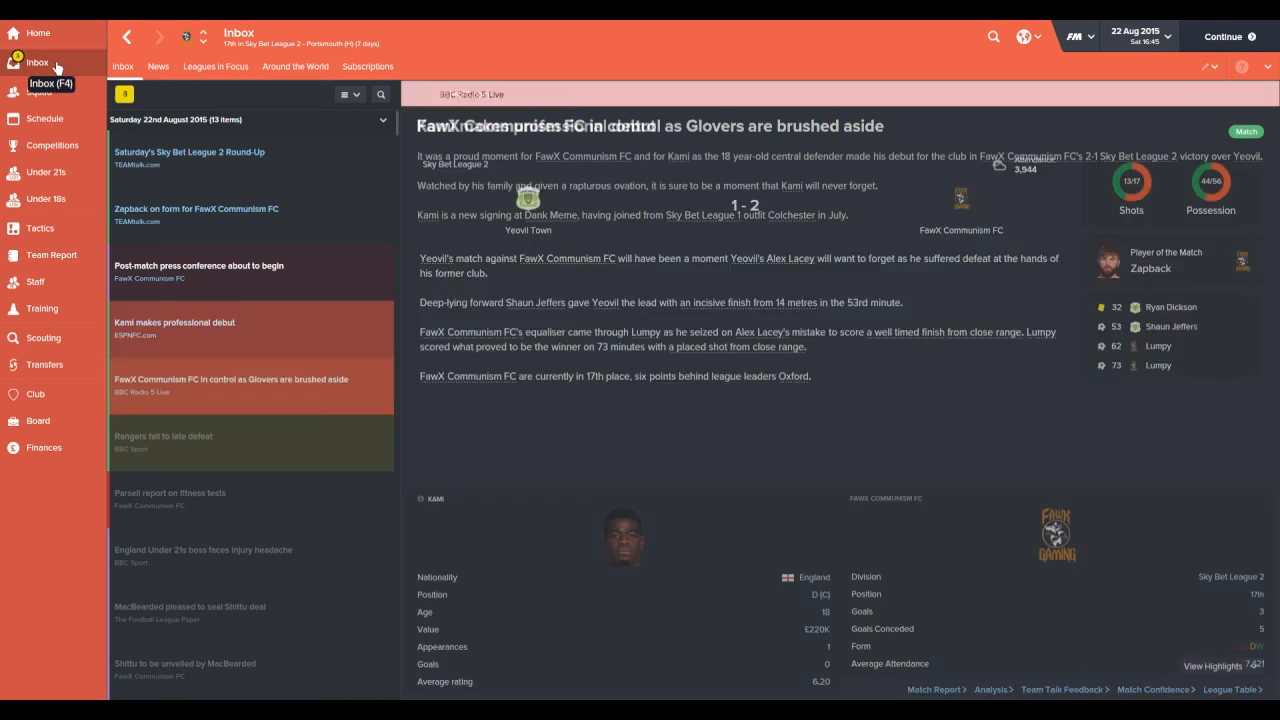 Home
Inbox
17th in Sky Bet League 2 - Portsmouth (H) (7 days)
FM
22 Aug 2015
Sat 16:45
Continue
4
Inbox
Inbox (F4)
Squad
Schedule
Competitions
Under 21s
Under 18s
Tactics
Team Report
Staff
Training
Scouting
Transfers
Club
Board
Finances
Inbox
News
Leagues in Focus
Around the World
Subscriptions
Saturday 22nd August 2015 (13 items)
Saturday's Sky Bet League 2 Round-Up
TEAMtalk.com
Zapback on form for FawX Communism FC
TEAMtalk.com
Post-match press conference about to begin
FawX Communism FC
Kami makes professional debut
ESPNFC.com
FawX Communism FC in control as Glovers are brushed aside
BBC Radio 5 Live
Rangers fall to late defeat
BBC Sport
Parsell report on fitness tests
FawX Communism FC
England Under 21s boss faces injury headache
BBC Sport
MacBearded pleased to seal Shittu deal
The Football League Paper
Shittu to be unveiled by MacBearded
FawX Communism FC
BBC Radio 5 Live
FawX Communism FC in control as Glovers are brushed aside
Match
It was a proud moment for FawX Communism FC and for Kami as the 18 year-old central defender made his debut for the club in FawX Communism FC's 2-1 Sky Bet League 2 victory over Yeovil.
Sky Bet League 2
3,944
Watched by his family and given a rapturous ovation, it is sure to be a moment that Kami will never forget.
1 - 2
Kami is a new signing at Dank Meme, having joined from Sky Bet League 1 outfit Colchester in July.
Yeovil Town
FawX Communism FC
13/17
Shots
44/56
Possession
Yeovil's match against FawX Communism FC will have been a moment Yeovil's Alex Lacey will want to forget as he suffered defeat at the hands of
his former club.
Deep-lying forward Shaun Jeffers gave Yeovil the lead with an incisive finish from 14 metres in the 53rd minute.
FawX Communism FC's equaliser came through Lumpy as he seized on Alex Lacey's mistake to score a well timed finish from close range. Lumpy
scored what proved to be the winner on 73 minutes with a placed shot from close range.
FawX Communism FC are currently in 17th place, six points behind league leaders Oxford.
Player of the Match
Zapback
32 Ryan Dickson
53 Shaun Jeffers
62 Lumpy
73 Lumpy
KAMI
Nationality England
Position D (C)
Age 18
Value £220K
Appearances 1
Goals 0
Average rating 6.20
FAWX COMMUNISM FC
FAWX
GAMING
Division Sky Bet League 2
Position 17th
Goals 3
Goals Conceded 5
Form DW
Average Attendance
View Highlights
Match Report
Analysis
Team Talk Feedback
Match Confidence
League Table